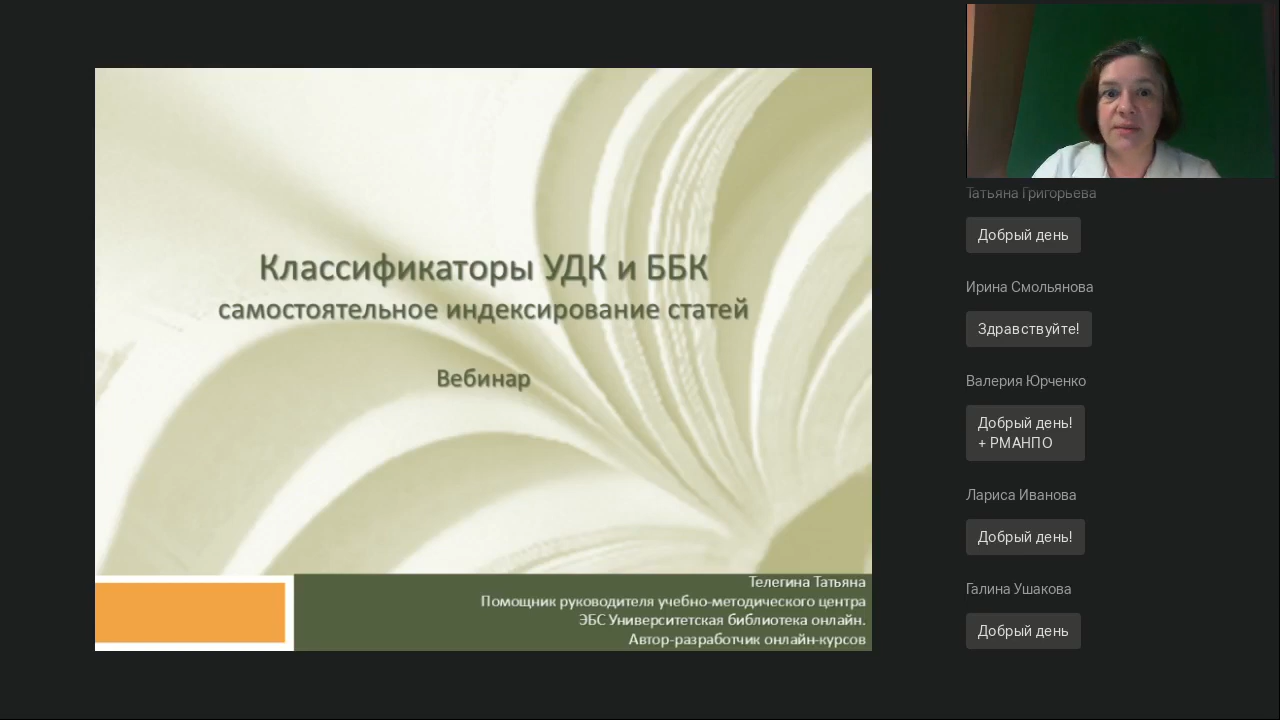 Классификаторы УДК и ББК
самостоятельное индексирование статей
Вебинар
Телегина Татьяна
Помощник руководителя учебно-методического центра
ЭБС Университетская библиотека онлайн.
Автор-разработчик онлайн-курсов
Татьяна Григорьева
Добрый день
Ирина Смольянова
Здравствуйте!
Валерия Юрченко
Добрый день!
+ РМАНПО
Лариса Иванова
Добрый день!
Галина Ушакова
Добрый день